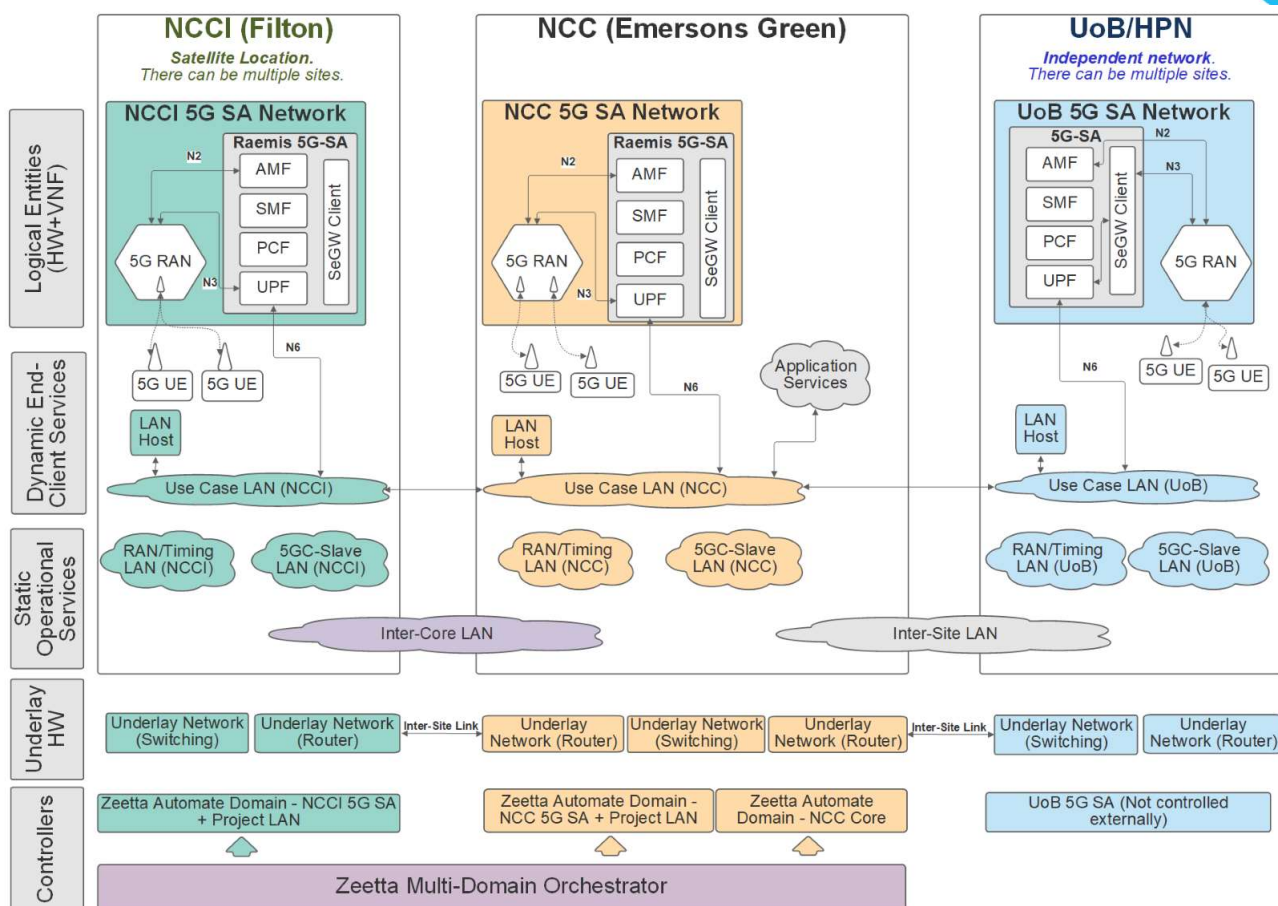 NCCI (Filton)
Satellite Location.
There can be multiple sites.
NCC (Emersons Green)
UoB/HPN
Independent network.
There can be multiple sites.
Logical Entities
(HW+VNF)
NCCI 5G SA Network
Raemis 5G-SA
N2
AMF
SMF
PCF
UPF
SeGW Client
5G RAN
N3
N6
5G UE
5G UE
NCC 5G SA Network
Raemis 5G-SA
N2
AMF
SMF
PCF
UPF
SeGW Client
5G RAN
N3
N6
5G UE
5G UE
UoB 5G SA Network
5G-SA
N2
AMF
SMF
PCF
UPF
SeGW Client
N3
5G RAN
N6
5G UE
5G UE
Dynamic End-
Client Services
LAN
Host
Use Case LAN (NCCI)
Application
Services
LAN
Host
Use Case LAN (NCC)
LAN
Host
Use Case LAN (UoB)
Static
Operational
Services
RAN/Timing
LAN (NCCI)
5GC-Slave
LAN (NCCI)
RAN/Timing
LAN (NCC)
5GC-Slave
LAN (NCC)
RAN/Timing
LAN (UoB)
5GC-Slave
LAN (UoB)
Inter-Core LAN
Inter-Site LAN
Underlay
HW
Underlay Network
(Switching)
Underlay Network
(Router)
Inter-Site Link
Underlay
Network (Router)
Underlay Network
(Switching)
Underlay
Network (Router)
Inter-Site Link
Underlay Network
(Switching)
Underlay
Network (Router)
Controllers
Zeetta Automate Domain - NCCI 5G SA
+ Project LAN
Zeetta Automate Domain -
NCC 5G SA + Project LAN
Zeetta Automate
Domain - NCC Core
UoB 5G SA (Not controlled
externally)
Zeetta Multi-Domain Orchestrator